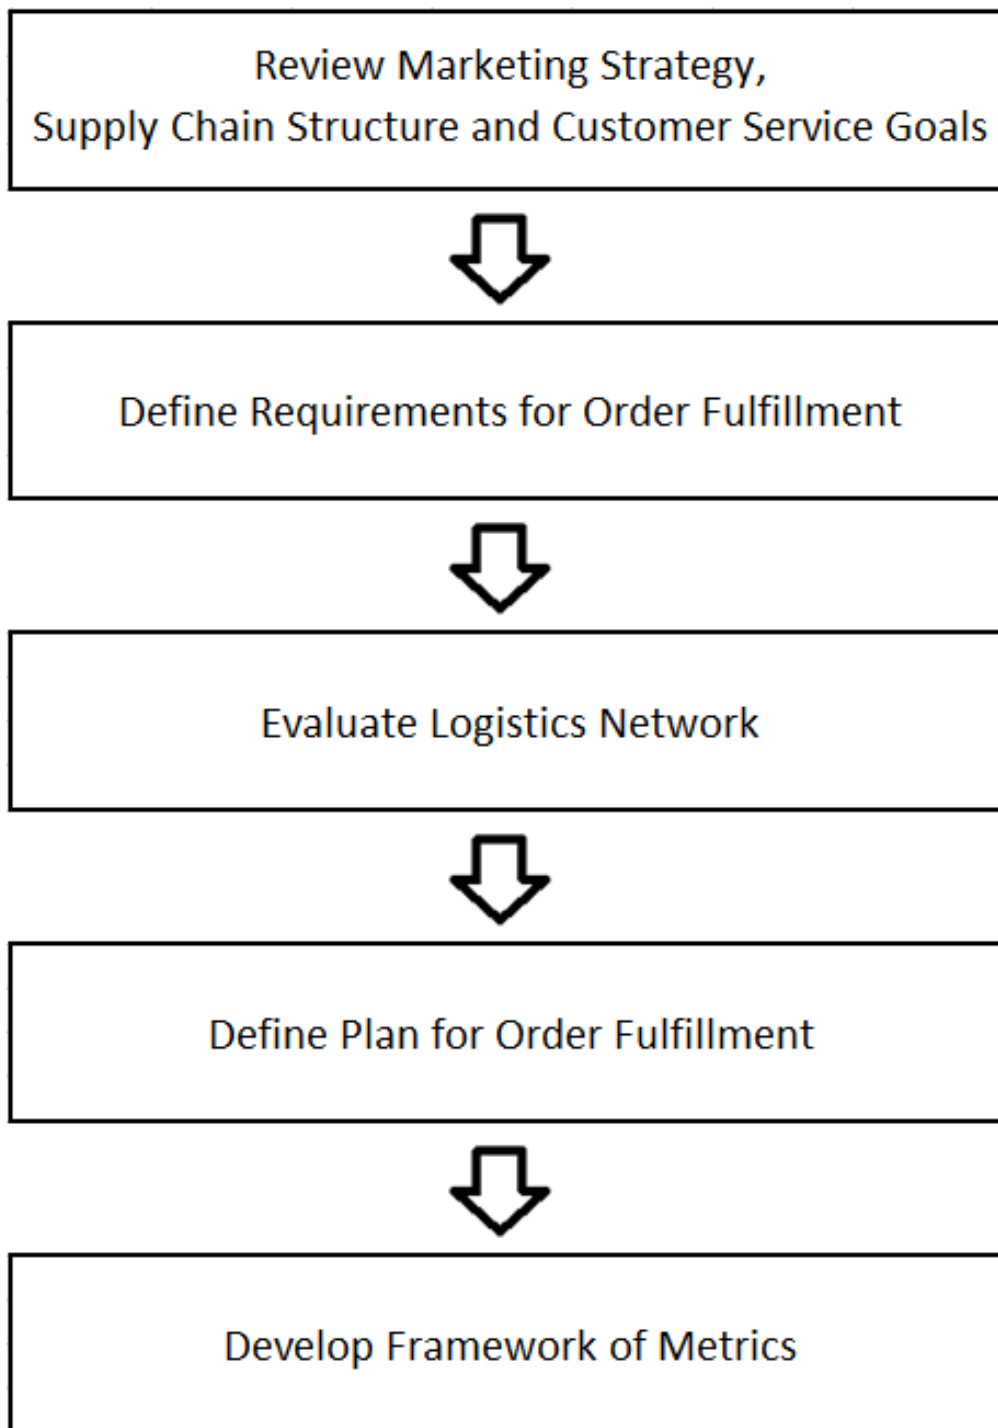 Review Marketing Strategy,
Supply Chain Structure and Customer Service Goals
Define Requirements for Order Fulfillment
Evaluate Logistics Network
Define Plan for Order Fulfillment
Develop Framework of Metrics